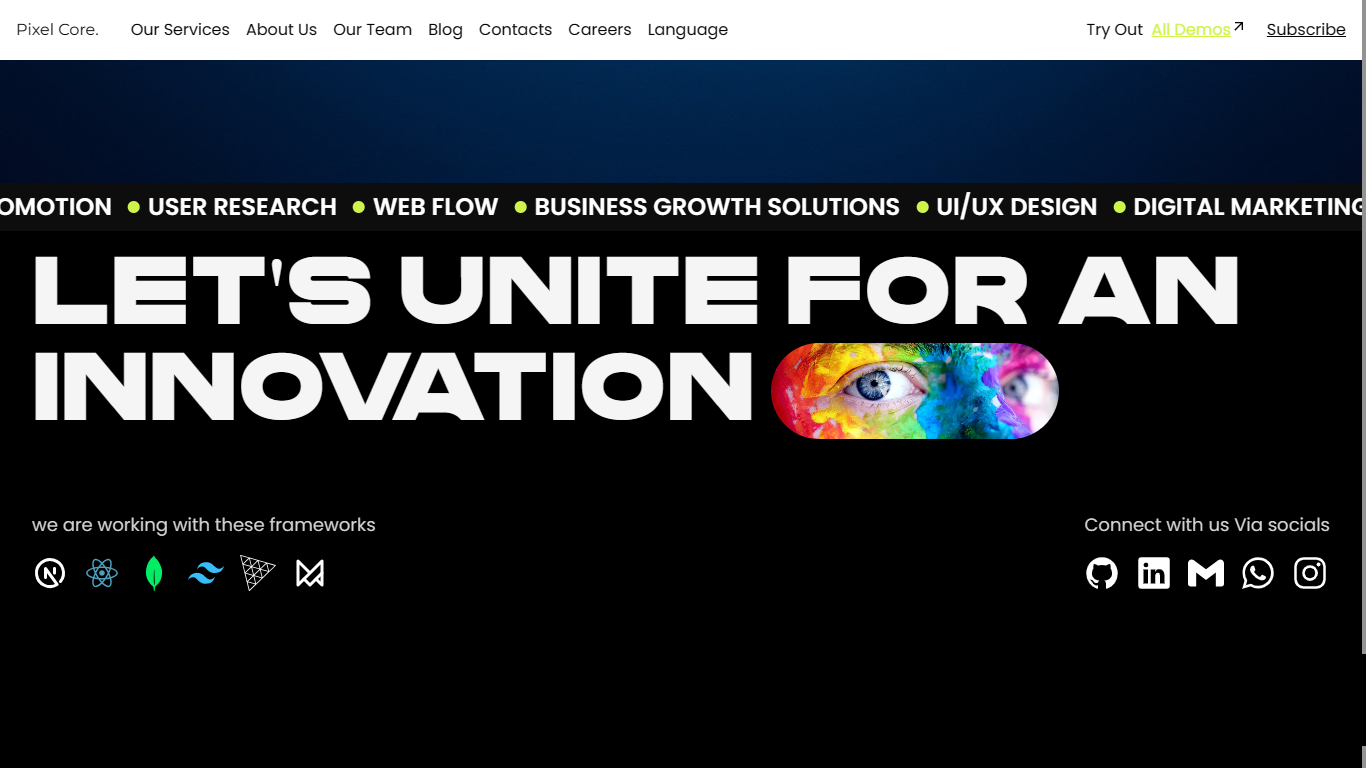 Pixel Core. Our Services About Us Our Team Blog Contacts Careers Language Try Out All Demos Subscribe
OMOTION USER RESEARCH WEB FLOW BUSINESS GROWTH SOLUTIONS UI/UX DESIGN DIGITAL MARKETING
LET'S UNITE FOR AN
INNOVATION
we are working with these frameworks
Connect with us Via socials